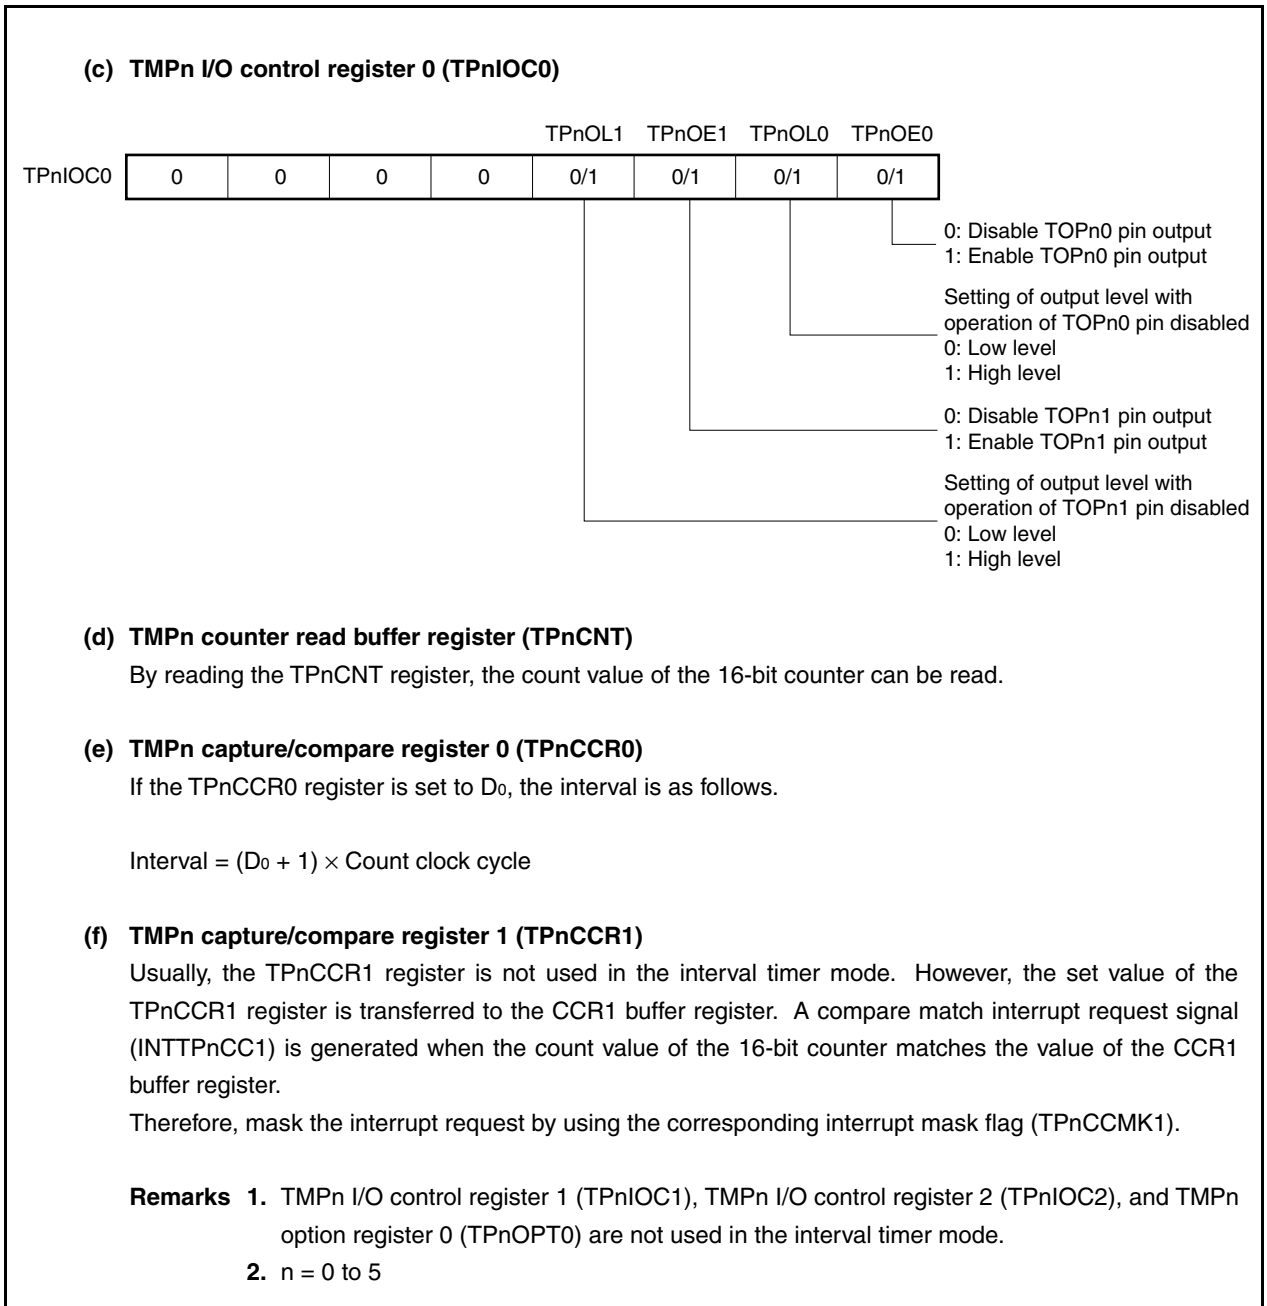 (c) TMPn I/O control register 0 (TPnIOC0)
TPnOL1 TPnOE1 TPnOL0 TPnOE0
TPnIOC0 0 0 0 0 0/1 0/1 0/1 0/1
0: Disable TOPn0 pin output
1: Enable TOPn0 pin output
Setting of output level with
operation of TOPn0 pin disabled
0: Low level
1: High level
0: Disable TOPn1 pin output
1: Enable TOPn1 pin output
Setting of output level with
operation of TOPn1 pin disabled
0: Low level
1: High level
(d) TMPn counter read buffer register (TPnCNT)
By reading the TPnCNT register, the count value of the 16-bit counter can be read.
(e) TMPn capture/compare register 0 (TPnCCR0)
If the TPnCCR0 register is set to D0, the interval is as follows.
Interval = (D0 + 1) × Count clock cycle
(f) TMPn capture/compare register 1 (TPnCCR1)
Usually, the TPnCCR1 register is not used in the interval timer mode. However, the set value of the
TPnCCR1 register is transferred to the CCR1 buffer register. A compare match interrupt request signal
(INTTPnCC1) is generated when the count value of the 16-bit counter matches the value of the CCR1
buffer register.
Therefore, mask the interrupt request by using the corresponding interrupt mask flag (TPnCCMK1).
Remarks 1. TMPn I/O control register 1 (TPnIOC1), TMPn I/O control register 2 (TPnIOC2), and TMPn
option register 0 (TPnOPT0) are not used in the interval timer mode.
2. n = 0 to 5